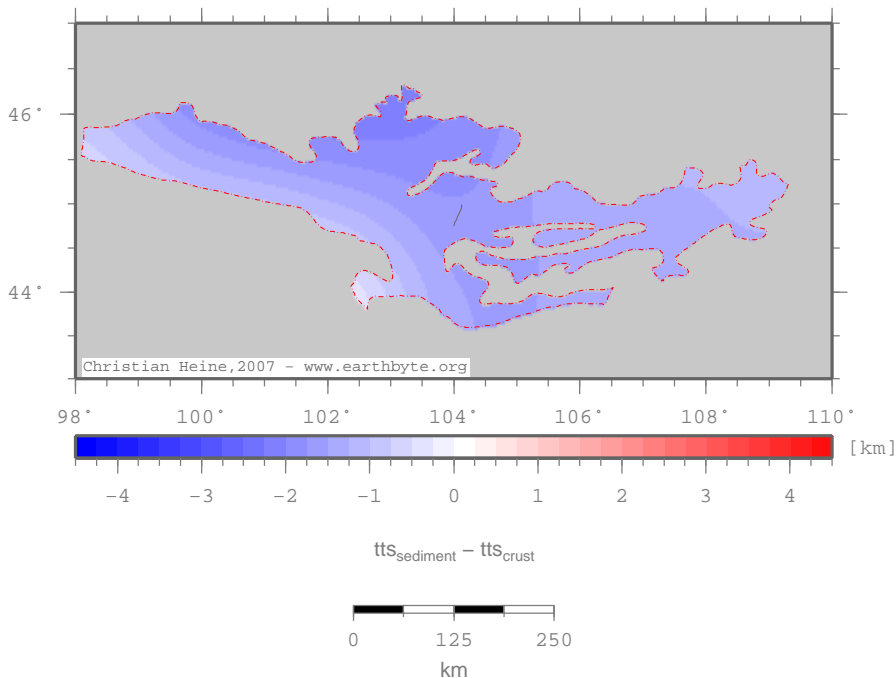 46°
44°
Christian Heine,2007 - www.earthbyte.org
98° 100° 102° 104° 106° 108° 110°
[km]
−4 −3 −2 −1 0 1 2 3 4
ttssediment – ttscrust
0 125 250
km